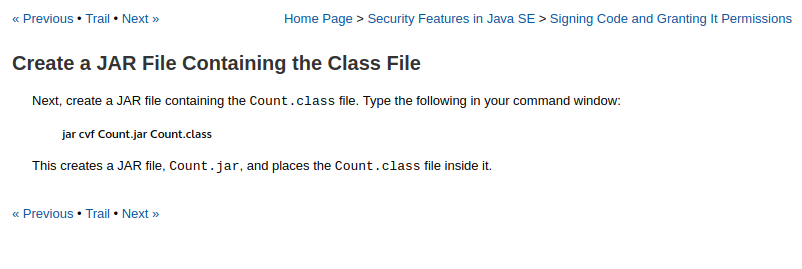 « Previous • Trail • Next »
Home Page > Security Features in Java SE > Signing Code and Granting It Permissions
Create a JAR File Containing the Class File
Next, create a JAR file containing the Count.class file. Type the following in your command window:
jar cvf Count.jar Count.class
This creates a JAR file, Count.jar, and places the Count.class file inside it.
« Previous • Trail • Next »